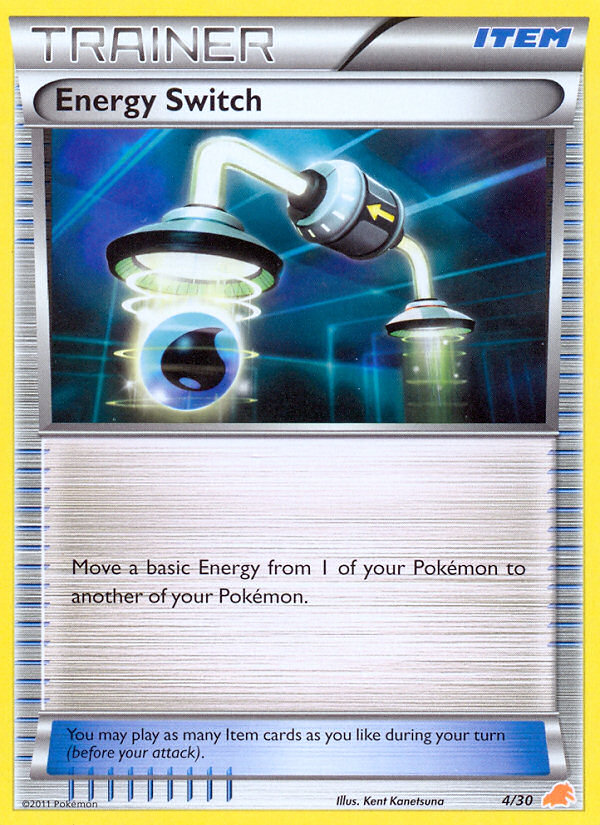 TRAINER
ITEM
Energy Switch
Move a basic Energy from 1 of your Pokémon to
another of your Pokémon.
You may play as many Item cards as you like during your turn
(before your attack).
©2011 Pokémon
Illus. Kent Kanetsuna
4/30